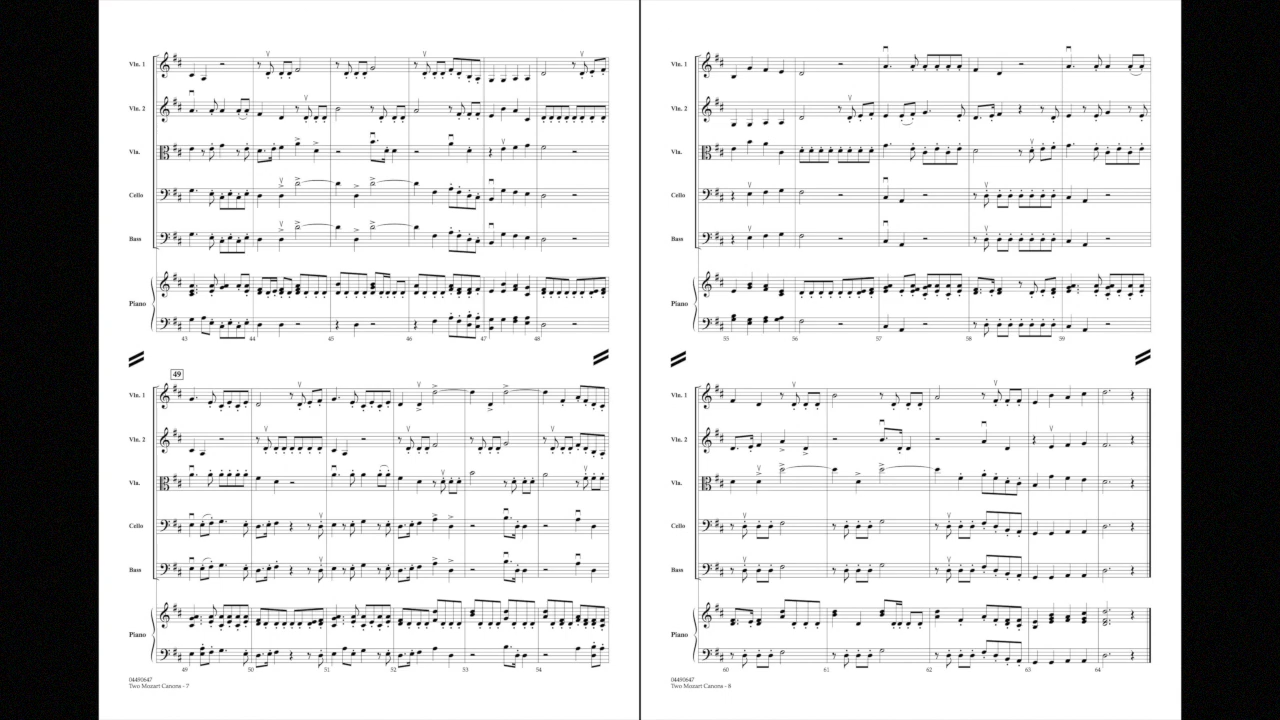 Vln. 1
Vln. 2
Vla.
Cello
Bass
Piano
43 44 45 46 47 48
49
Vln. 1
Vln. 2
Vla.
Cello
Bass
Piano
49 50 51 52 53 54
04490647
Two Mozart Canons - 7
Vln. 1
Vln. 2
Vla.
Cello
Bass
Piano
55 56 57 58 59
Vln. 1
Vln. 2
Vla.
Cello
Bass
Piano
60 61 62 63 64
04490647
Two Mozart Canons - 8